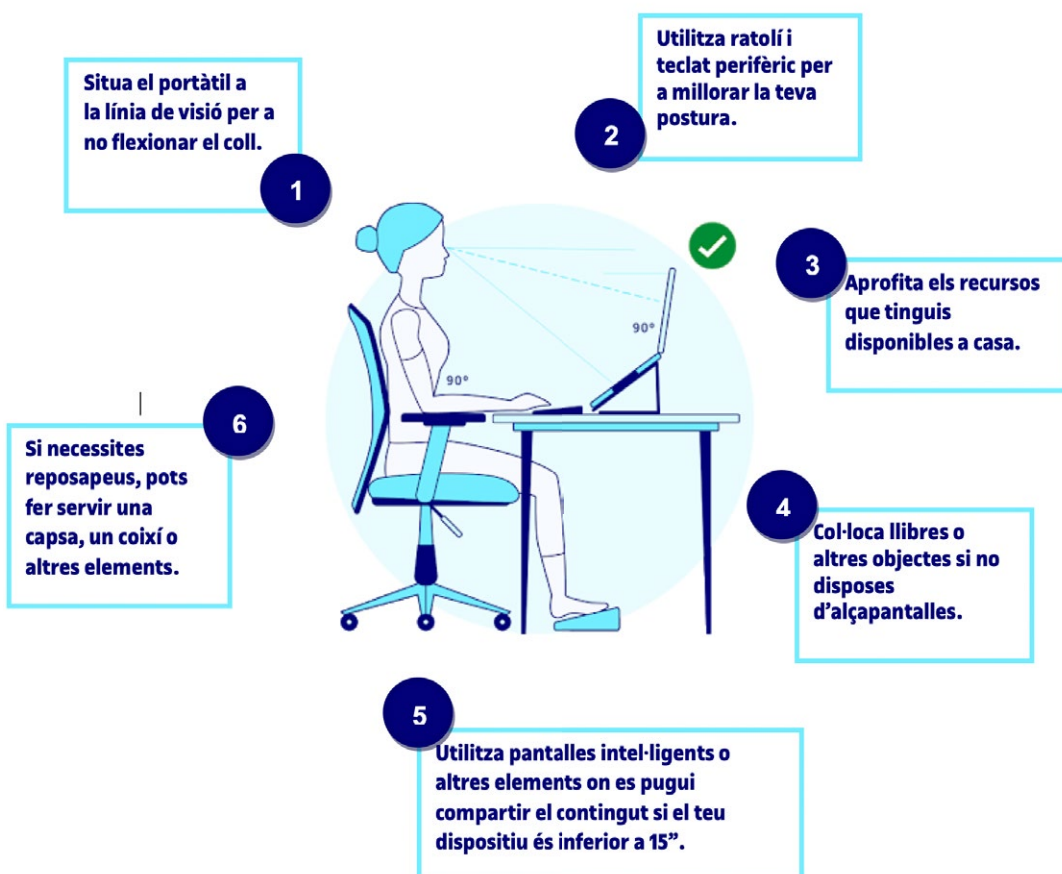 1
Situa el portàtil a
la línia de visió per a
no flexionar el coll.
2
Utilitza ratolí i
teclat perifèric per
a millorar la teva
postura.
3
Aprofita els recursos
que tinguis
disponibles a casa.
90°
90°
4
Col·loca llibres o
altres objectes si no
disposes
d’alçapantalles.
5
Utilitza pantalles intel·ligents o
altres elements on es pugui
compartir el contingut si el teu
dispositiu és inferior a 15”.
6
Si necessites
reposapeus, pots
fer servir una
capsa, un coixí o
altres elements.